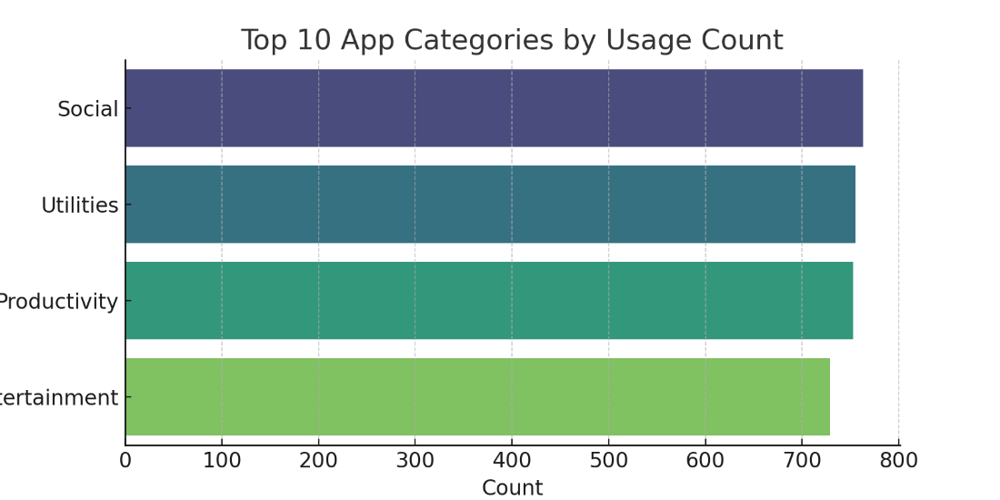 Top 10 App Categories by Usage Count
Social
Utilities
Productivity
tertainment
0 100 200 300 400 500 600 700 800
Count